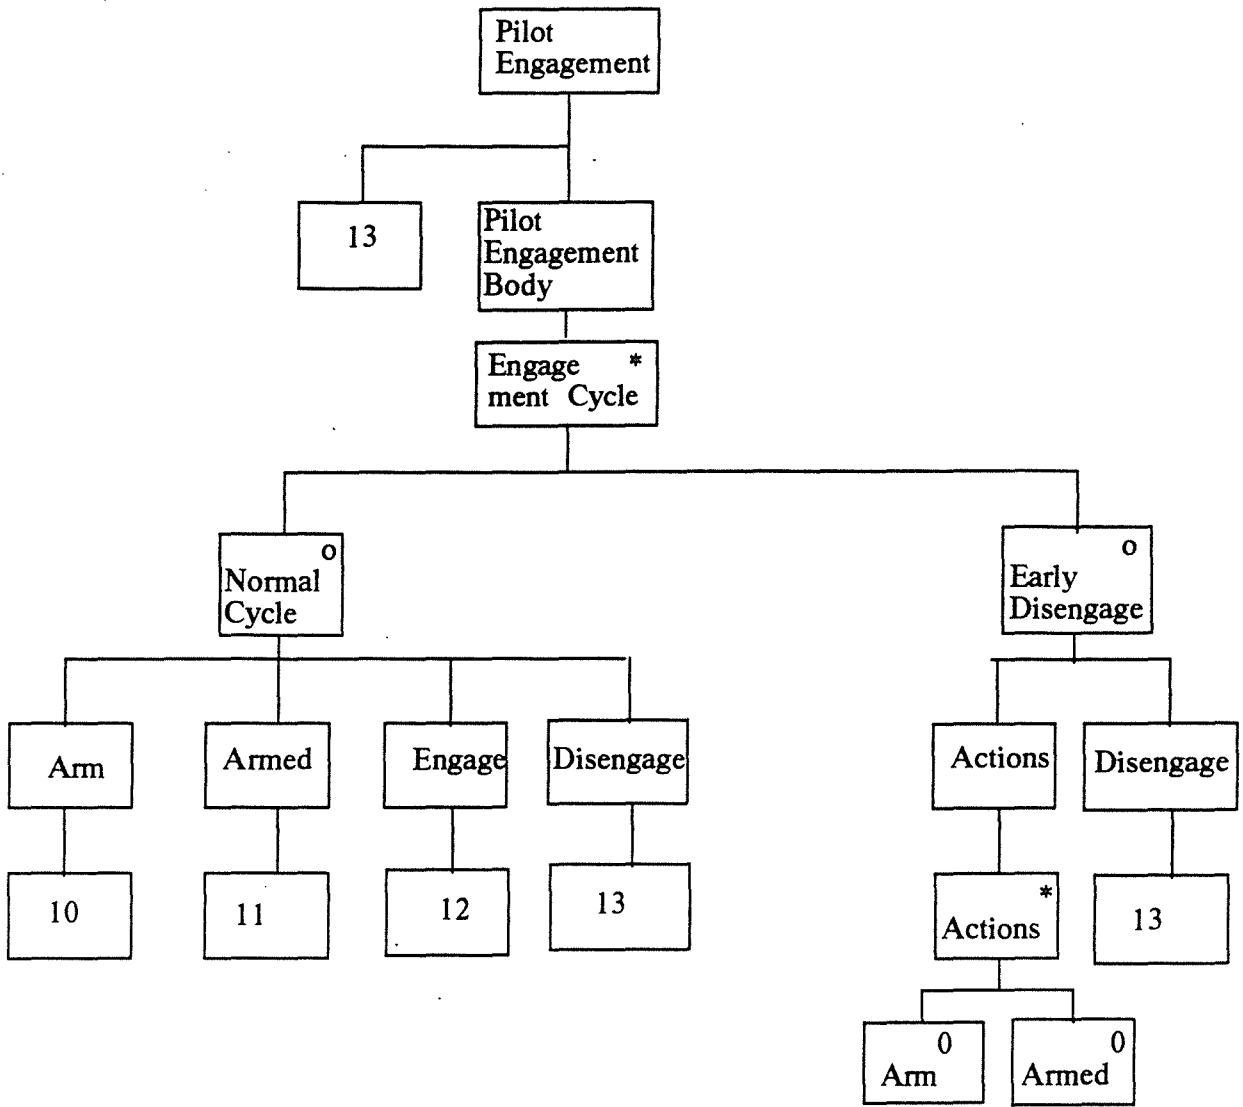 Pilot
Engagement
13
Pilot
Engagement
Body
Engage *
ment Cycle
o
Normal
Cycle
o
Early
Disengage
Arm
Armed
Engage
Disengage
Actions
Disengage
10
11
12
13
*
Actions
13
0
Arm
0
Armed